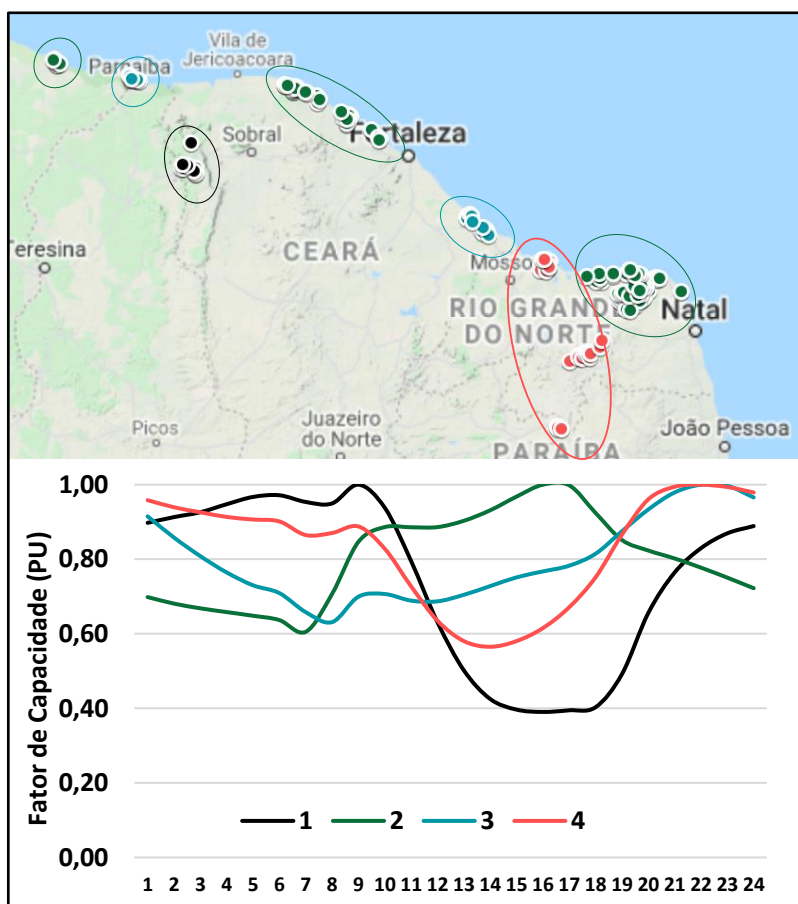 Vila de
Jericoacoara
Parnaíba
Sobral
Fortaleza
Teresina
CEARÁ
Mosso
RIO GRANDE
DO NORTE
Natal
Picos
Juazeiro
do Norte
João Pessoa
PARAÍBA
Fator de Capacidade (PU)
1,00
0,80
0,60
0,40
0,20
0,00
1 2 3 4
1 2 3 4 5 6 7 8 9 10 11 12 13 14 15 16 17 18 19 20 21 22 23 24